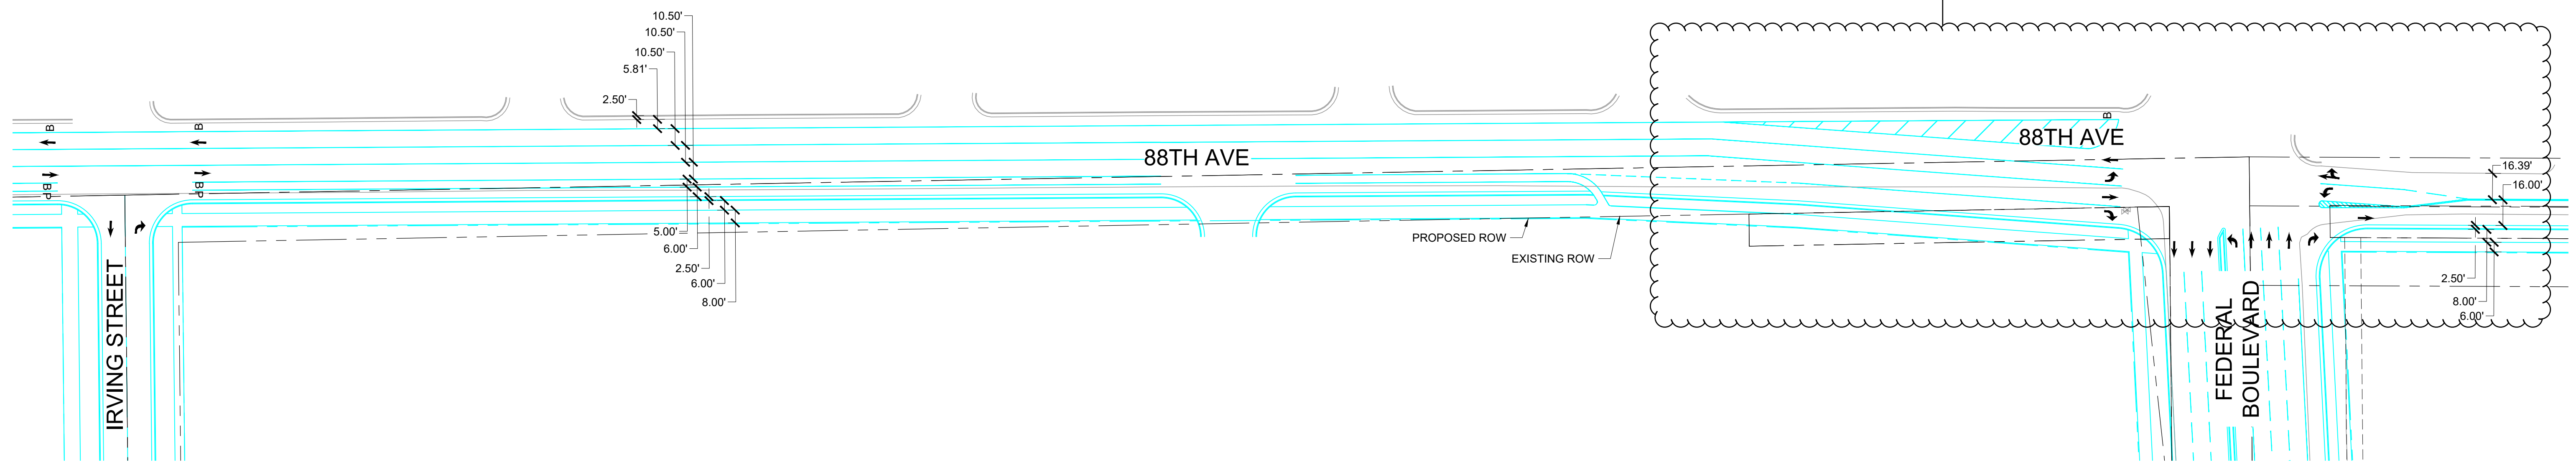 10.50'
10.50'
10.50'
5.81'
2.50'
B
B
BP
BP
88TH AVE
B
88TH AVE
16.39'
16.00'
5.00'
6.00'
2.50'
6.00'
8.00'
PROPOSED ROW
EXISTING ROW
2.50'
8.00'
6.00'
IRVING STREET
FEDERAL
BOULEVARD